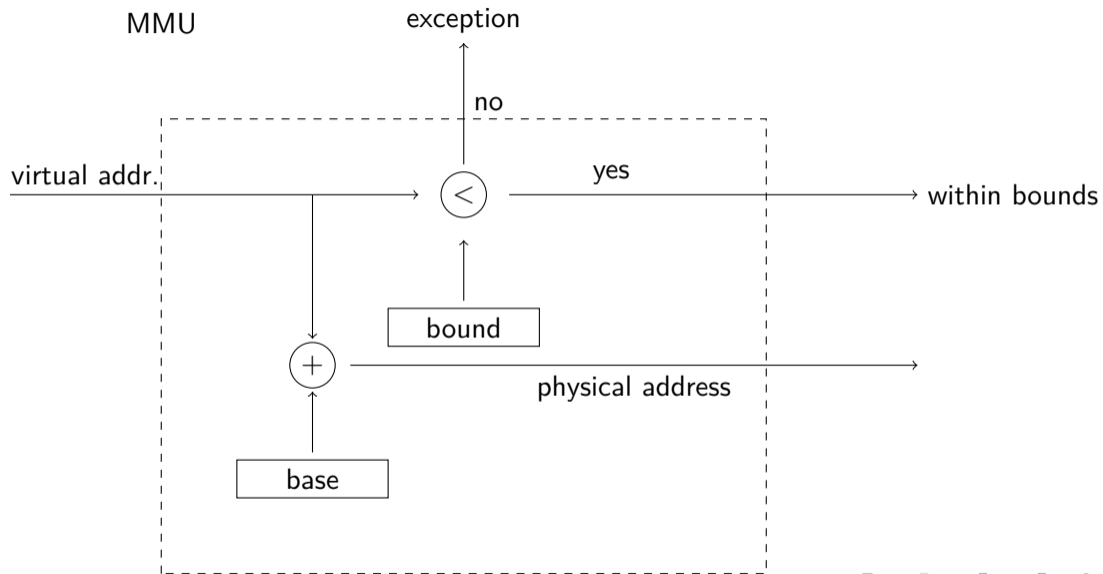 MMU
exception
no
virtual addr.
yes
<
within bounds
bound
+
physical address
base